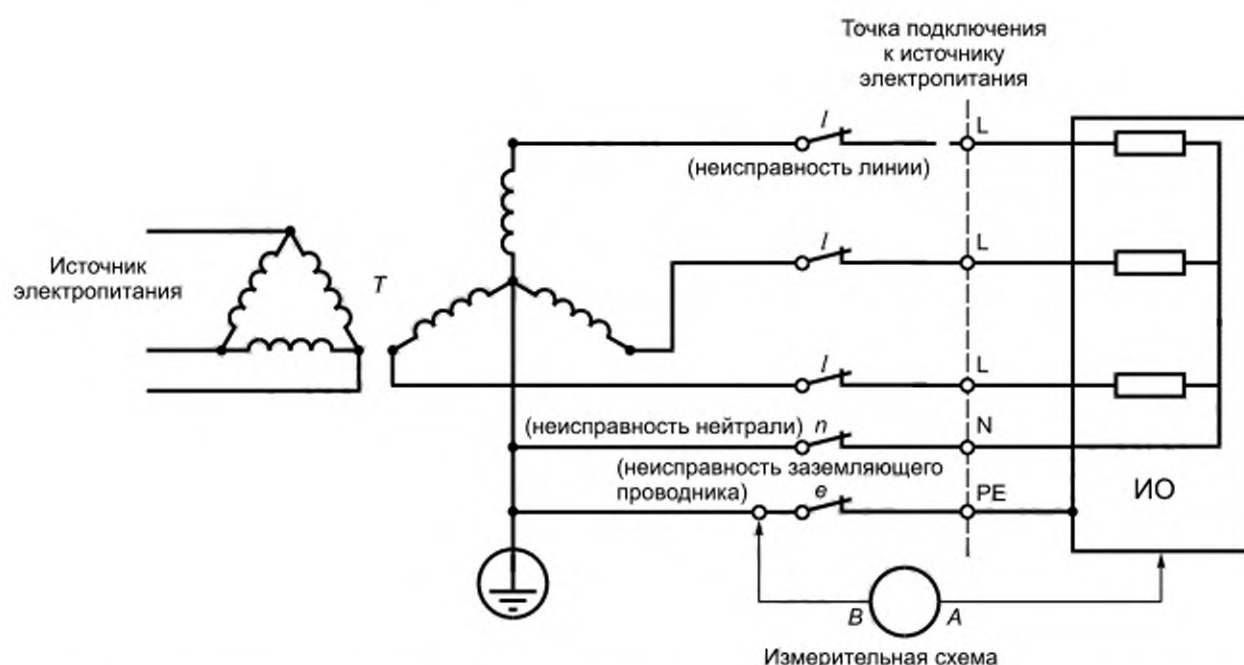 Точка подключения
к источнику
электропитания
l
L
(неисправность линии)
l
L
Источник
электропитания
T
l
L
(неисправность нейтрали)
n
N
(неисправность заземляющего
проводника)
e
PE
ИО
B
A
Измерительная схема